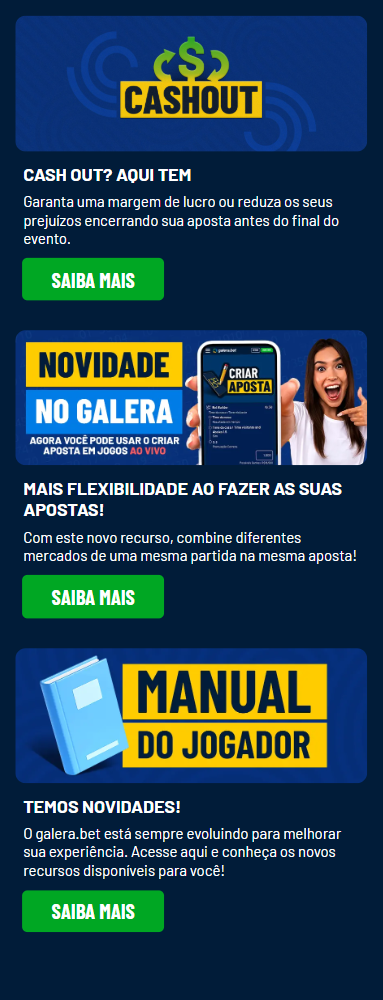 $
CASHOUT
CASH OUT? AQUI TEM
Garanta uma margem de lucro ou reduza os seus
prejuízos encerrando sua aposta antes do final do
evento.
SAIBA MAIS
NOVIDADE
NO GALERA
AGORA VOCÊ PODE USAR O CRIAR
APOSTA EM JOGOS AO VIVO
galera.bet
CRIAR
APOSTA
MAIS FLEXIBILIDADE AO FAZER AS SUAS
APOSTAS!
Com este novo recurso, combine diferentes
mercados de uma mesma partida na mesma aposta!
SAIBA MAIS
MANUAL
DO JOGADOR
TEMOS NOVIDADES!
O galera.bet está sempre evoluindo para melhorar
sua experiência. Acesse aqui e conheça os novos
recursos disponíveis para você!
SAIBA MAIS